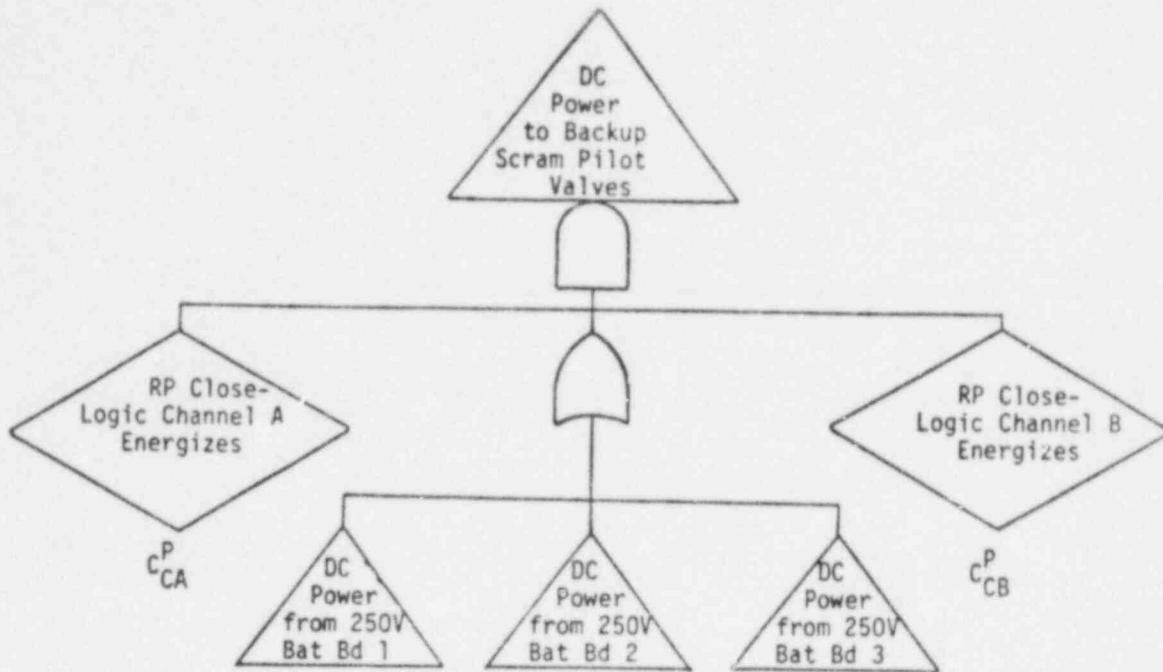 DC
Power
to Backup
Scram Pilot
Valves
RP Close-
Logic Channel A
Energizes
C^P_CA
RP Close-
Logic Channel B
Energizes
C^P_CB
DC
Power
from 250V
Bat Bd 1
DC
Power
from 250V
Bat Bd 2
DC
Power
from 250V
Bat Bd 3